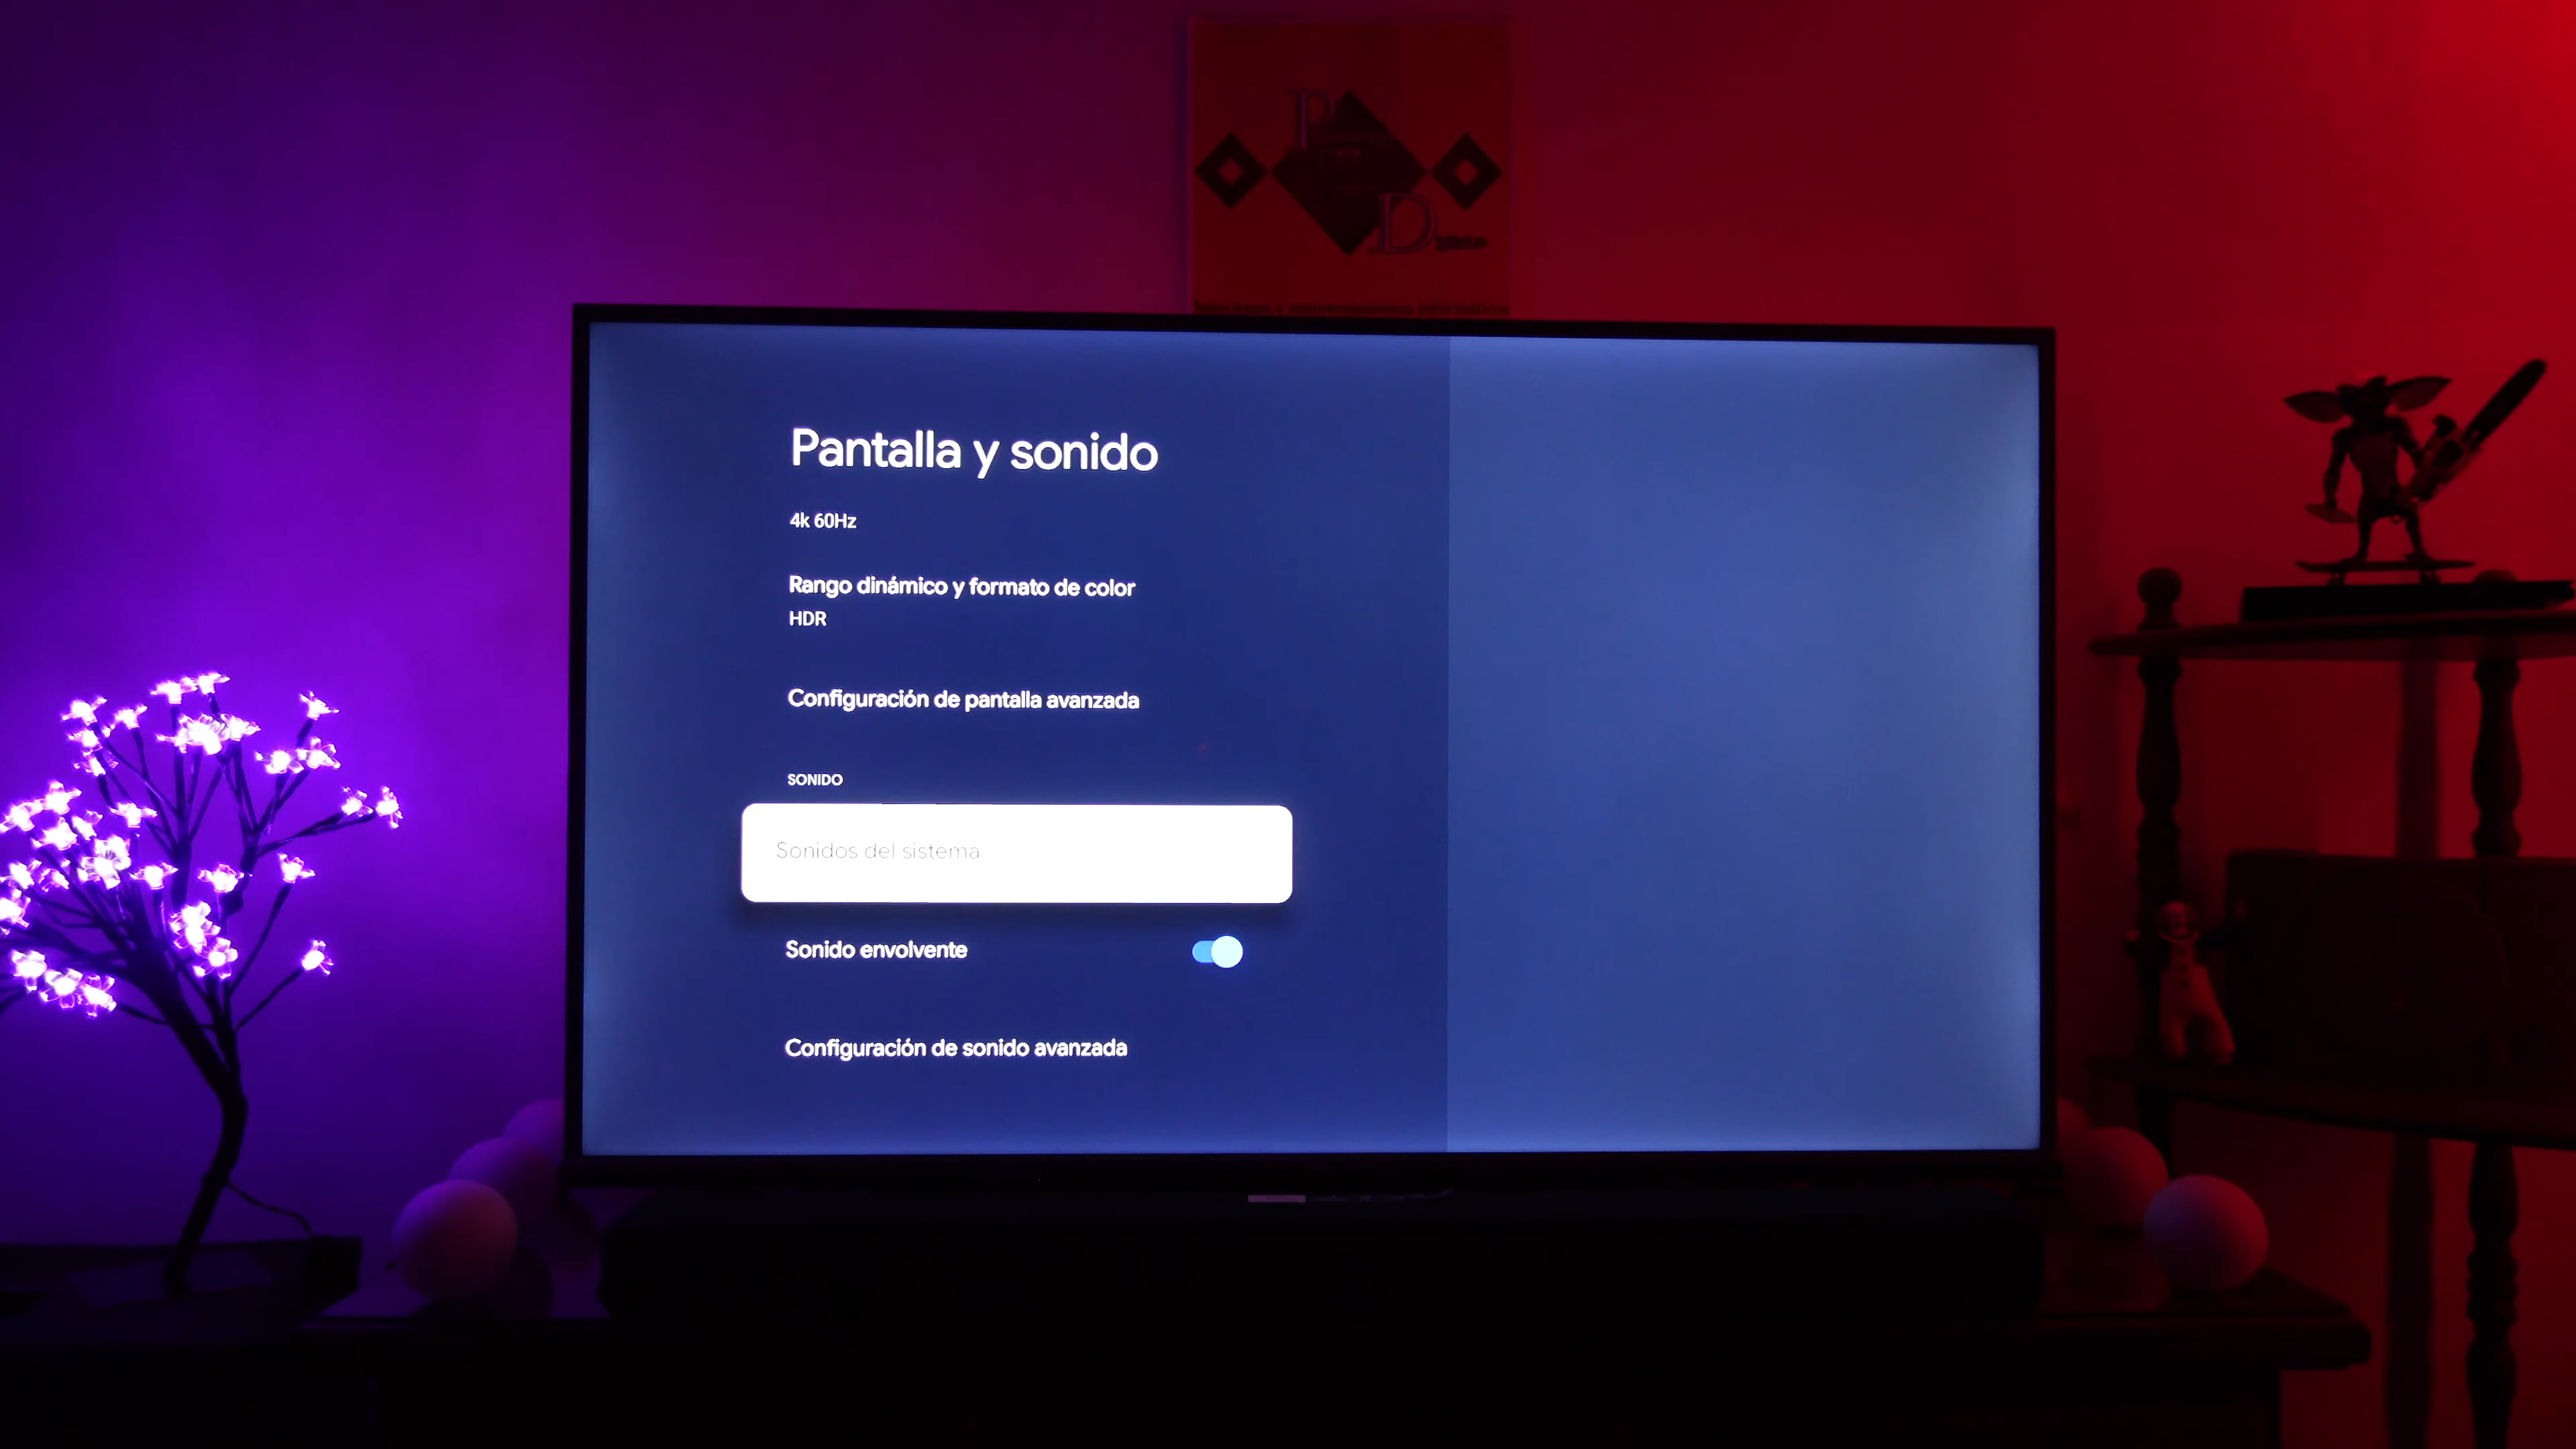 P
D
Pantalla y sonido
4k 60Hz
Rango dinámico y formato de color
HDR
Configuración de pantalla avanzada
SONIDO
Sonidos del sistema
Sonido envolvente
Configuración de sonido avanzada